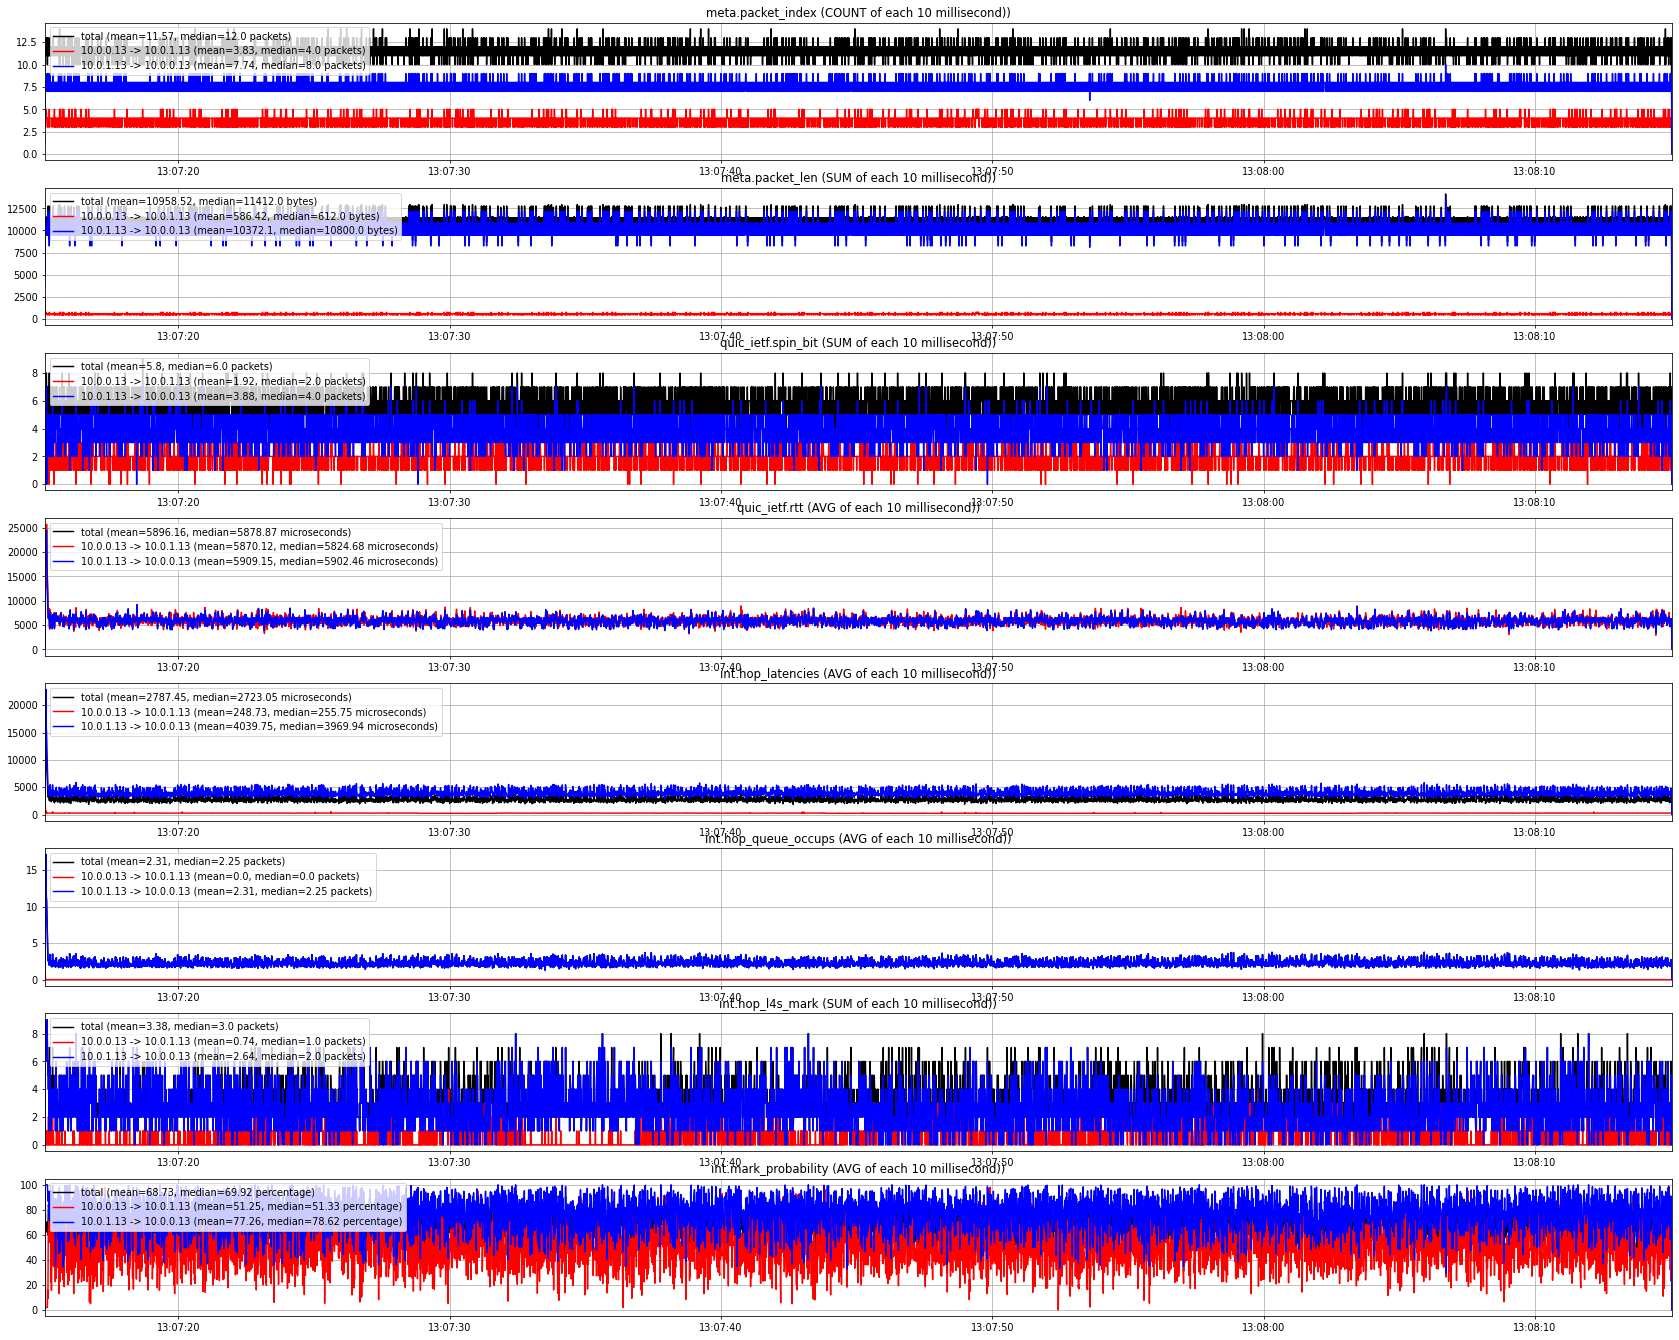 meta.packet_index (COUNT of each 10 millisecond))
total (mean=11.57, median=12.0 packets)
10.0.0.13 -> 10.0.1.13 (mean=3.83, median=4.0 packets)
10.0.1.13 -> 10.0.0.13 (mean=7.74, median=8.0 packets)
12.5
10.0
7.5
5.0
2.5
0.0
13:07:20 13:07:30 13:07:40 13:07:50 13:08:00 13:08:10
meta.packet_len (SUM of each 10 millisecond))
total (mean=10958.52, median=11412.0 bytes)
10.0.0.13 -> 10.0.1.13 (mean=586.42, median=612.0 bytes)
10.0.1.13 -> 10.0.0.13 (mean=10372.1, median=10800.0 bytes)
12500
10000
7500
5000
2500
0
13:07:20 13:07:30 13:07:40 13:07:50 13:08:00 13:08:10
quic_ietf.spin_bit (SUM of each 10 millisecond))
total (mean=5.8, median=6.0 packets)
10.0.0.13 -> 10.0.1.13 (mean=1.92, median=2.0 packets)
10.0.1.13 -> 10.0.0.13 (mean=3.88, median=4.0 packets)
8
6
4
2
0
13:07:20 13:07:30 13:07:40 13:07:50 13:08:00 13:08:10
quic_ietf.rtt (AVG of each 10 millisecond))
total (mean=5896.16, median=5878.87 microseconds)
10.0.0.13 -> 10.0.1.13 (mean=5870.12, median=5824.68 microseconds)
10.0.1.13 -> 10.0.0.13 (mean=5909.15, median=5902.46 microseconds)
25000
20000
15000
10000
5000
0
13:07:20 13:07:30 13:07:40 13:07:50 13:08:00 13:08:10
int.hop_latencies (AVG of each 10 millisecond))
total (mean=2787.45, median=2723.05 microseconds)
10.0.0.13 -> 10.0.1.13 (mean=248.73, median=255.75 microseconds)
10.0.1.13 -> 10.0.0.13 (mean=4039.75, median=3969.94 microseconds)
20000
15000
10000
5000
0
13:07:20 13:07:30 13:07:40 13:07:50 13:08:00 13:08:10
int.hop_queue_occups (AVG of each 10 millisecond))
total (mean=2.31, median=2.25 packets)
10.0.0.13 -> 10.0.1.13 (mean=0.0, median=0.0 packets)
10.0.1.13 -> 10.0.0.13 (mean=2.31, median=2.25 packets)
15
10
5
0
13:07:20 13:07:30 13:07:40 13:07:50 13:08:00 13:08:10
int.hop_l4s_mark (SUM of each 10 millisecond))
total (mean=3.38, median=3.0 packets)
10.0.0.13 -> 10.0.1.13 (mean=0.74, median=1.0 packets)
10.0.1.13 -> 10.0.0.13 (mean=2.64, median=2.0 packets)
8
6
4
2
0
13:07:20 13:07:30 13:07:40 13:07:50 13:08:00 13:08:10
int.mark_probability (AVG of each 10 millisecond))
total (mean=68.73, median=69.92 percentage)
10.0.0.13 -> 10.0.1.13 (mean=51.25, median=51.33 percentage)
10.0.1.13 -> 10.0.0.13 (mean=77.26, median=78.62 percentage)
100
80
60
40
20
0
13:07:20 13:07:30 13:07:40 13:07:50 13:08:00 13:08:10